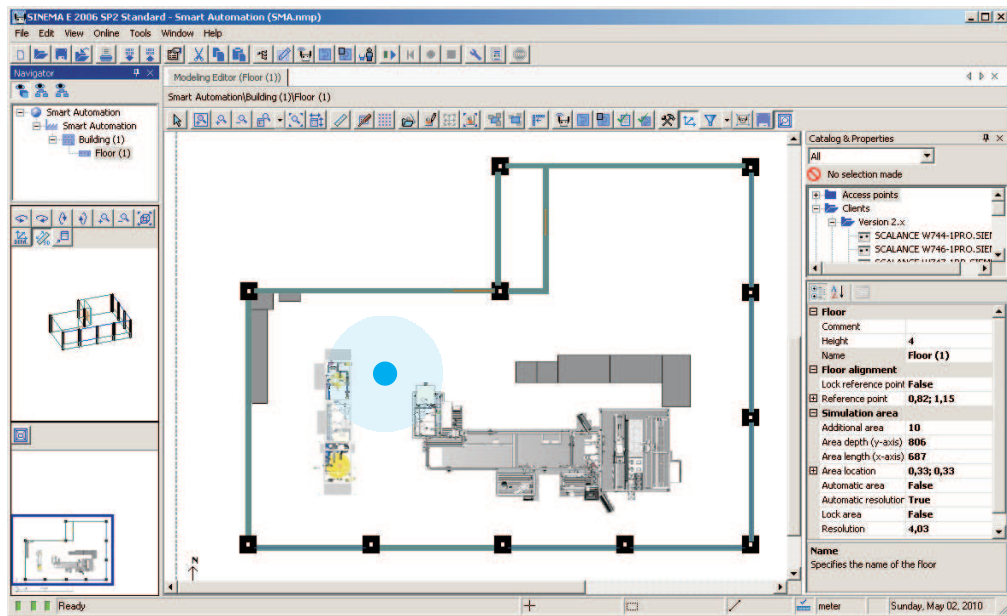 SINEMA E 2006 SP2 Standard - Smart Automation (SMA.nmp)
File Edit View Online Tools Window Help
Navigator
Smart Automation
Smart Automation
Building (1)
Floor (1)
Modeling Editor (Floor (1))
Smart Automation\Building (1)\Floor (1)
N
Catalog & Properties
All
No selection made
Access points
Clients
Version 2.x
SCALANCE W744-1PRO.SIEM
SCALANCE W746-1PRO.SIEM
Floor
Comment
Height 4
Name Floor (1)
Floor alignment
Lock reference point False
Reference point 0,82; 1,15
Simulation area
Additional area 10
Area depth (y-axis) 806
Area length (x-axis) 687
Area location 0,33; 0,33
Automatic area False
Automatic resolution True
Lock area False
Resolution 4,03
Name
Specifies the name of the floor
Ready
meter
Sunday, May 02, 2010